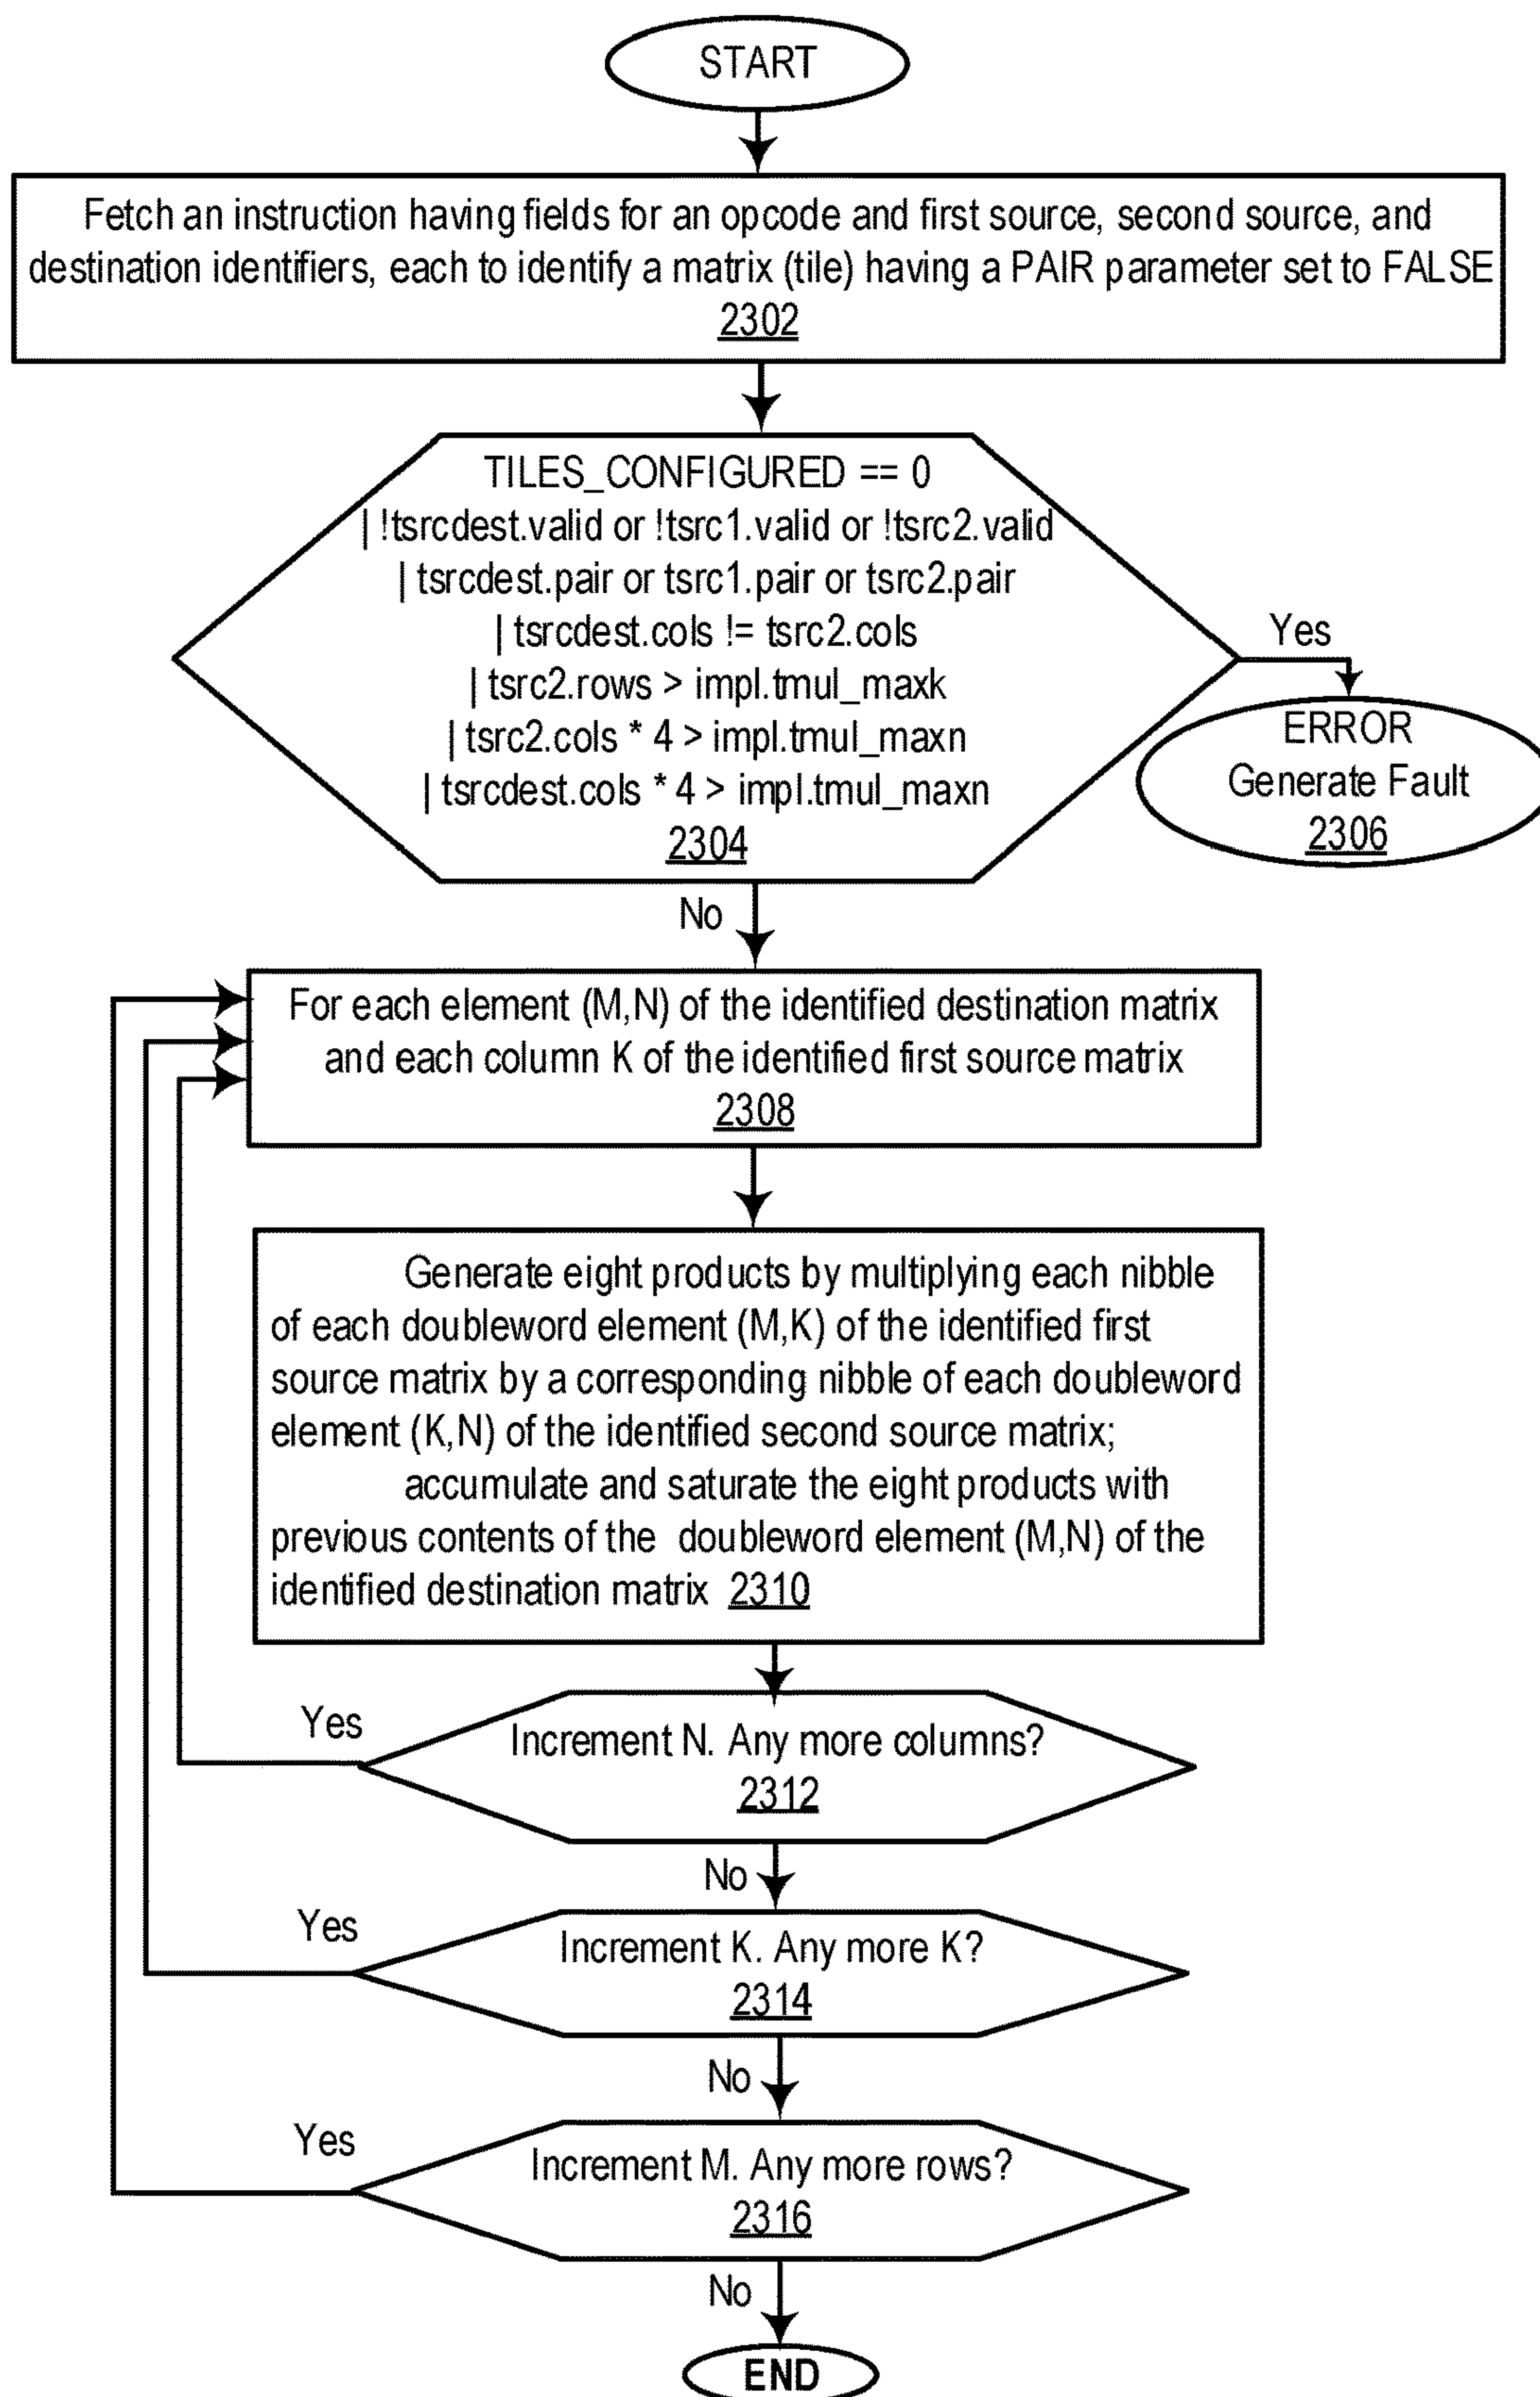 START
Fetch an instruction having fields for an opcode and first source, second source, and
destination identifiers, each to identify a matrix (tile) having a PAIR parameter set to FALSE
2302
TILES_CONFIGURED == 0
| !tsrcdest.valid or !tsrc1.valid or !tsrc2.valid
| tsrcdest.pair or tsrc1.pair or tsrc2.pair
| tsrcdest.cols != tsrc2.cols
| tsrc2.rows > impl.tmul_maxk
| tsrc2.cols * 4 > impl.tmul_maxn
| tsrcdest.cols * 4 > impl.tmul_maxn
2304
Yes
ERROR
Generate Fault
2306
No
For each element (M,N) of the identified destination matrix
and each column K of the identified first source matrix
2308
Generate eight products by multiplying each nibble
of each doubleword element (M,K) of the identified first
source matrix by a corresponding nibble of each doubleword
element (K,N) of the identified second source matrix;
accumulate and saturate the eight products with
previous contents of the doubleword element (M,N) of the
identified destination matrix 2310
Yes
Increment N. Any more columns?
2312
No
Yes
Increment K. Any more K?
2314
No
Yes
Increment M. Any more rows?
2316
No
END